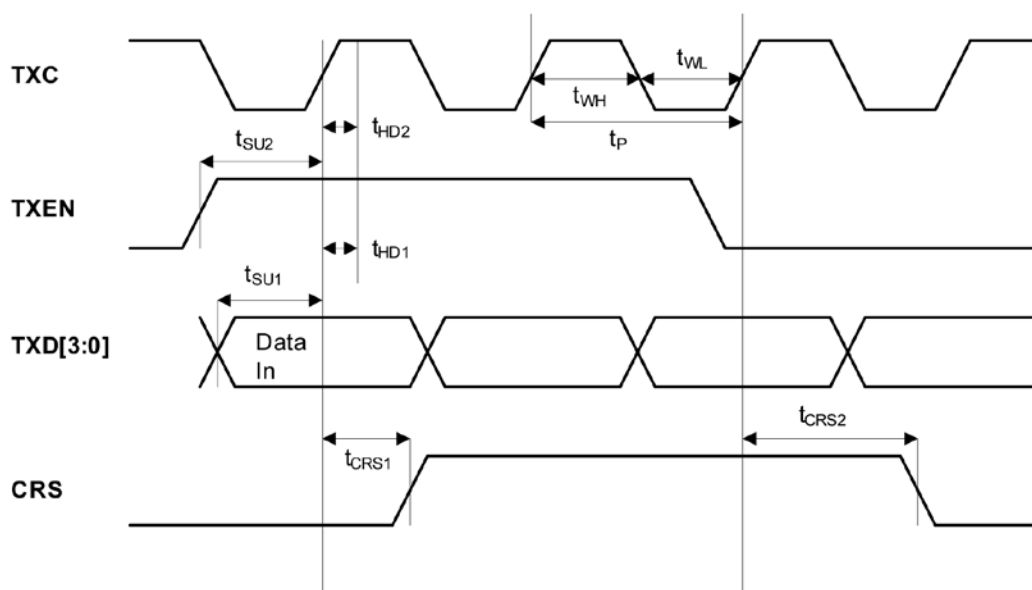 TXC
tWH
tWL
tP
tHD2
tSU2
TXEN
tHD1
tSU1
TXD[3:0]
Data
In
tCRS1
tCRS2
CRS